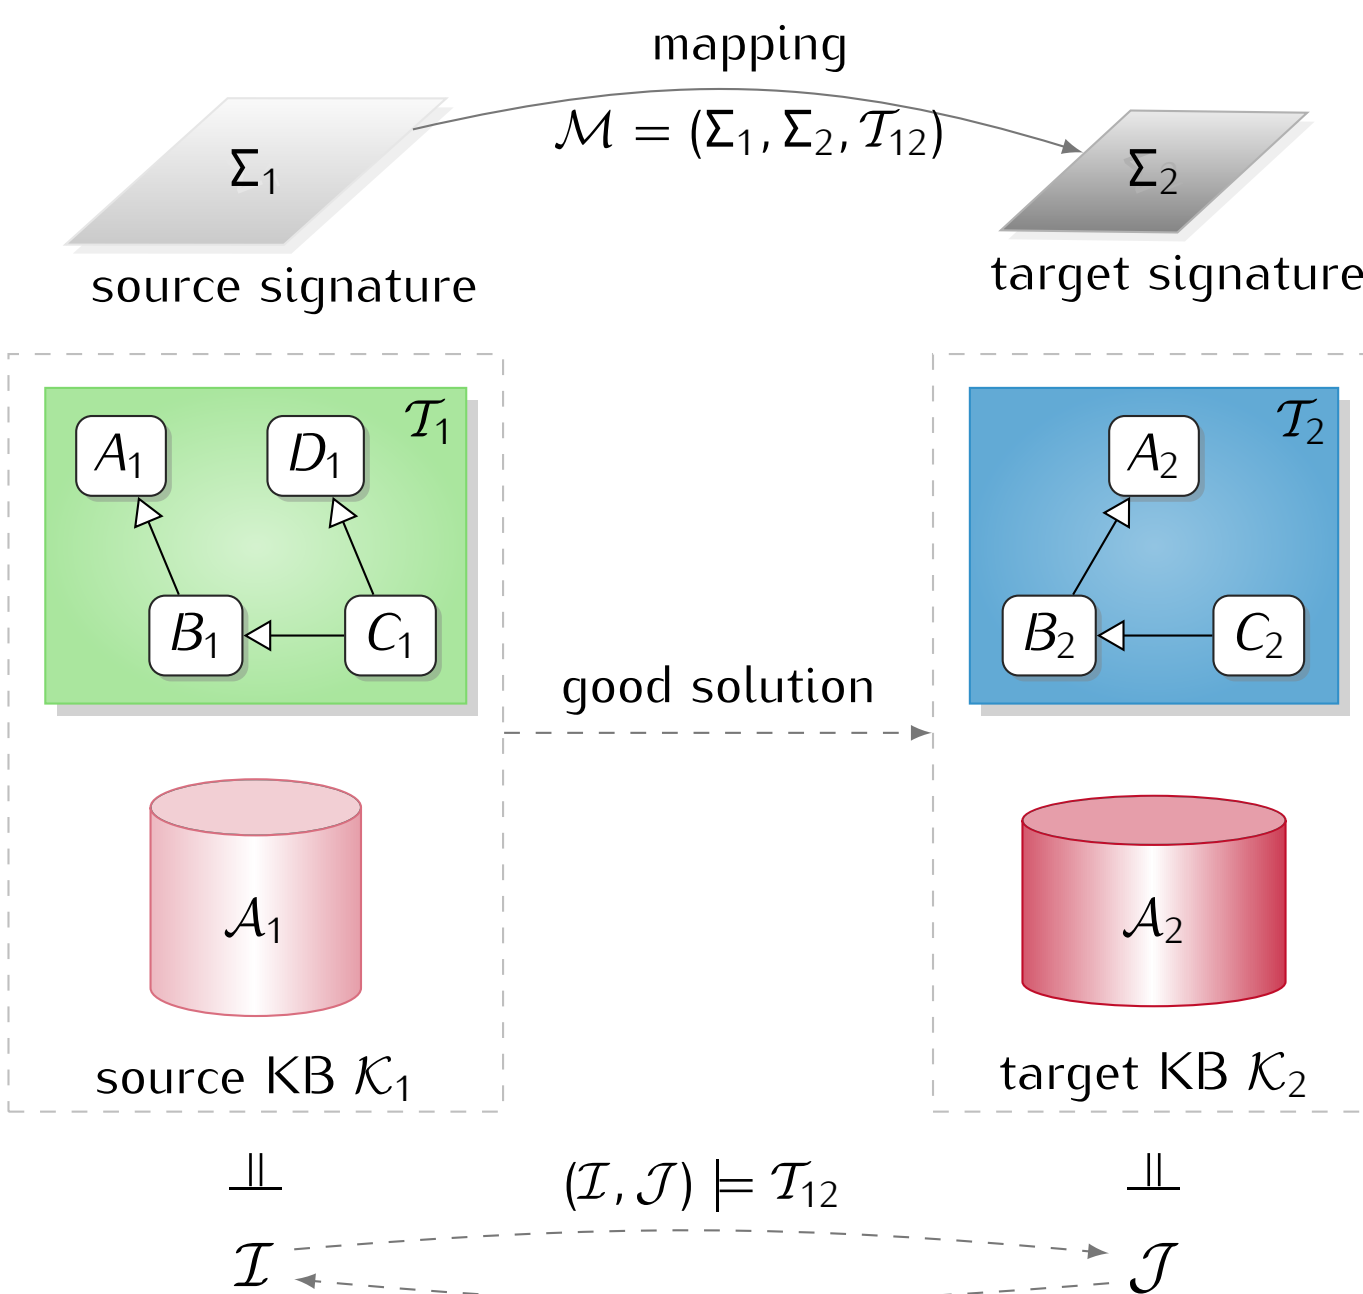 mapping
ℳ = (Σ₁, Σ₂, 𝒯₁₂)
Σ₁
Σ₂
source signature
target signature
𝒯₁
A₁
D₁
B₁
C₁
𝒯₂
A₂
B₂
C₂
good solution
𝒜₁
𝒜₂
source KB 𝒦₁
target KB 𝒦₂
⊨
⊨
(ℐ, 𝒥) ⊨ 𝒯₁₂
ℐ
𝒥